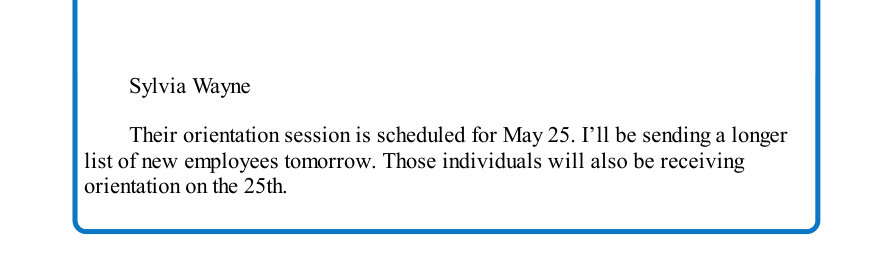 Sylvia Wayne
Their orientation session is scheduled for May 25. I’ll be sending a longer
list of new employees tomorrow. Those individuals will also be receiving
orientation on the 25th.